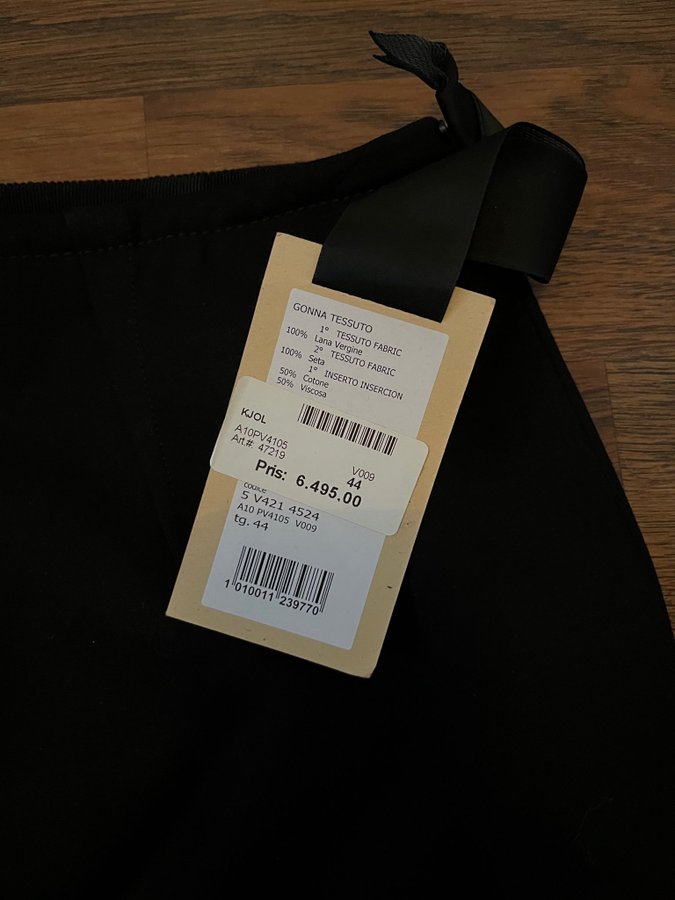 GONNA TESSUTO
1° TESSUTO FABRIC
100% Lana Vergine
2° TESSUTO FABRIC
100% Seta
1° INSERTO INSERCION
50% Cotone
50% Viscosa
KJOL
A10PV4105 V009
Art.#: 47219 44
Pris: 6.495.00
codice
5 V421 4524
A10 PV4105 V009
tg. 44
1 010011 239770